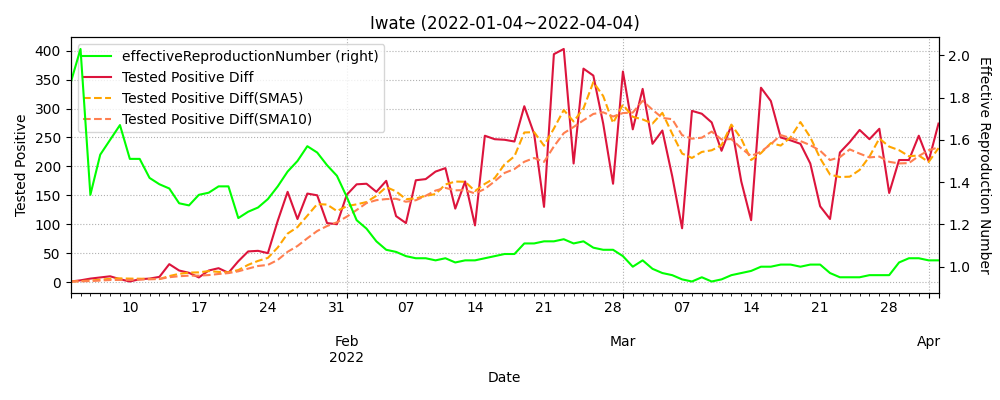 Iwate (2022-01-04~2022-04-04)
effectiveReproductionNumber (right)
Tested Positive Diff
Tested Positive Diff(SMA5)
Tested Positive Diff(SMA10)
Tested Positive
400
350
300
250
200
150
100
50
0
2.0
1.8
1.6
1.4
1.2
1.0
Effective Reproduction Number
10 17 24 31 07 14 21 28 07 14 21 28
Feb Mar Apr
2022
Date